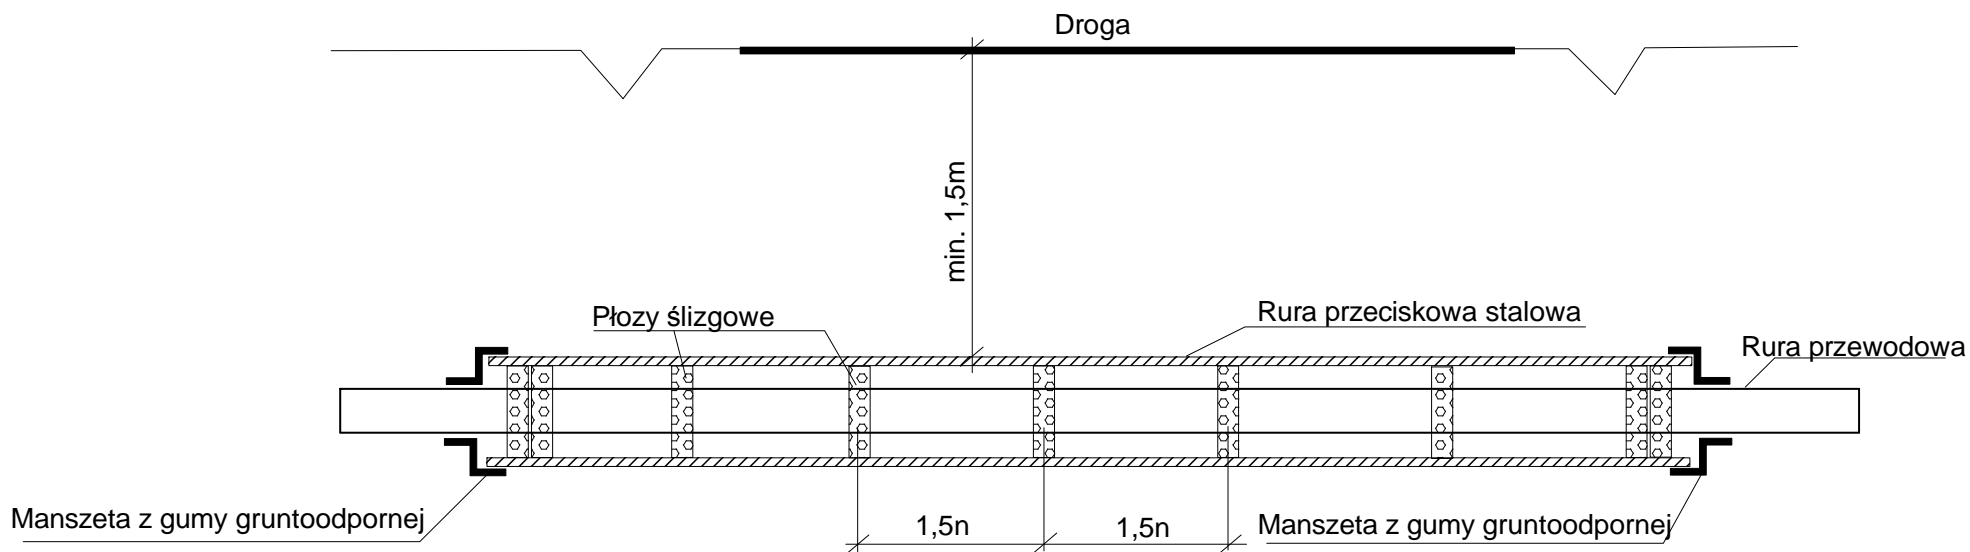 Droga
min. 1,5m
Płozy ślizgowe
Rura przeciskowa stalowa
Rura przewodowa
Manszeta z gumy gruntoodpornej
1,5n
1,5n
Manszeta z gumy gruntoodpornej